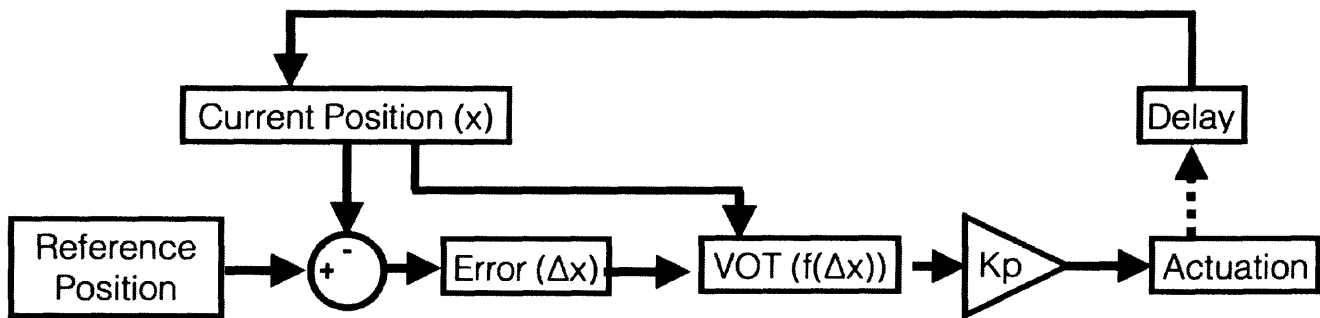 Current Position (x)
Delay
Reference
Position
+
-
Error (Δx)
VOT (f(Δx))
Kp
Actuation